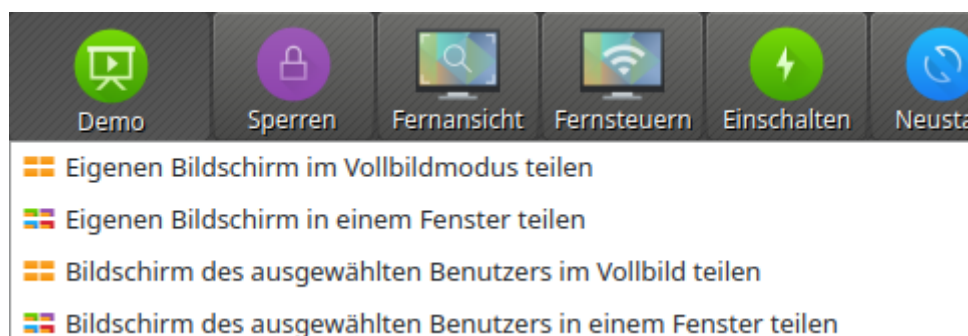 Demo Sperren Fernansicht Fernsteuern Einschalten Neusta
Eigenen Bildschirm im Vollbildmodus teilen
Eigenen Bildschirm in einem Fenster teilen
Bildschirm des ausgewählten Benutzers im Vollbild teilen
Bildschirm des ausgewählten Benutzers in einem Fenster teilen